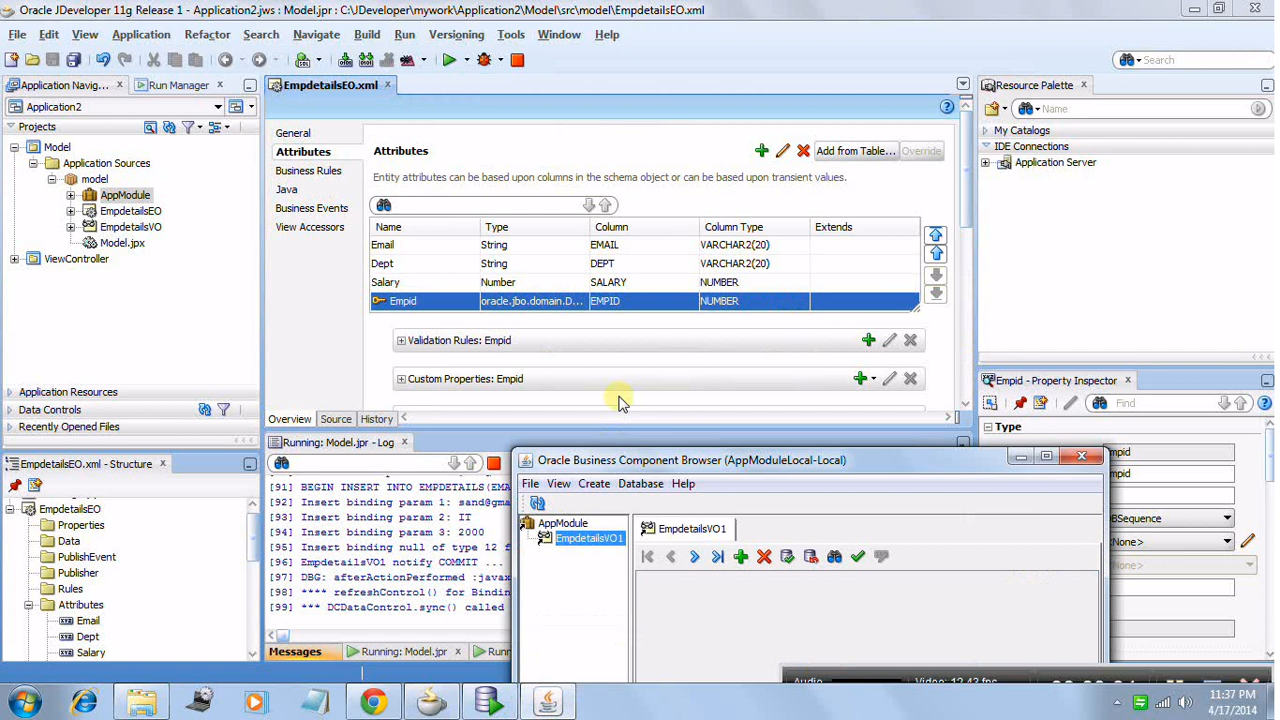 Oracle JDeveloper 11g Release 1 - Application2.jws : Model.jpr : C:\JDeveloper\mywork\Application2\Model\src\model\EmpdetailsEO.xml
File Edit View Application Refactor Search Navigate Build Run Versioning Tools Window Help
Search
Application Navig... Run Manager
EmpdetailsEO.xml
Resource Palette
Application2
Name
Projects
My Catalogs
IDE Connections
Application Server
Model
Application Sources
model
AppModule
EmpdetailsEO
EmpdetailsVO
Model.jpx
ViewController
Application Resources
Data Controls
Recently Opened Files
General
Attributes
Business Rules
Java
Business Events
View Accessors
Attributes
Add from Table... Override
Entity attributes can be based upon columns in the schema object or can be based upon transient values.
Name Type Column Column Type Extends
Email String EMAIL VARCHAR2(20)
Dept String DEPT VARCHAR2(20)
Salary Number SALARY NUMBER
Empid oracle.jbo.domain.D... EMPID NUMBER
Validation Rules: Empid
Custom Properties: Empid
Overview Source History
Empid - Property Inspector
Find
Type
mpid
mpid
BSequence
<None>
<None>
EmpdetailsEO.xml - Structure
EmpdetailsEO
Properties
Data
PublishEvent
Publisher
Rules
Attributes
Email
Dept
Salary
Running: Model.jpr - Log
[91] BEGIN INSERT INTO EMPDETAILS(EMA
[92] Insert binding param 1: sand@gma
[93] Insert binding param 2: IT
[94] Insert binding param 3: 2000
[95] Insert binding null of type 12 f
[96] EmpdetailsVO1 notify COMMIT ...
[97] DBG: afterActionPerformed :javax
[98] **** refreshControl() for Bindin
[99] *** DCDataControl.sync() called
Messages Running: Model.jpr Runn
Oracle Business Component Browser (AppModuleLocal-Local)
File View Create Database Help
AppModule
EmpdetailsVO1
EmpdetailsVO1
11:37 PM
4/17/2014